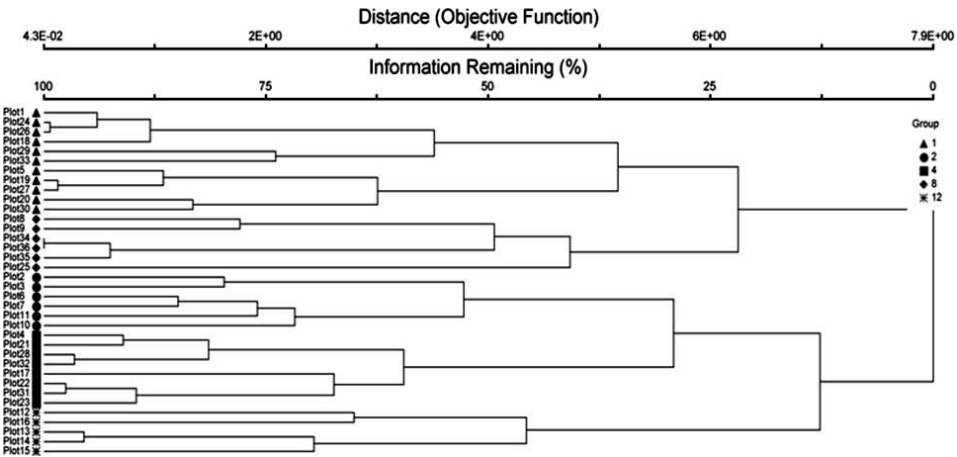 Distance (Objective Function)
4.3E-02 2E+00 4E+00 6E+00 7.9E+00
Information Remaining (%)
100 75 50 25 0
Plot1
Plot24
Plot26
Plot18
Plot29
Plot33
Plot5
Plot19
Plot27
Plot20
Plot30
Plot8
Plot9
Plot34
Plot36
Plot35
Plot25
Plot2
Plot3
Plot6
Plot7
Plot11
Plot10
Plot4
Plot21
Plot28
Plot32
Plot17
Plot22
Plot31
Plot23
Plot12
Plot16
Plot13
Plot14
Plot15
Group
1
2
4
8
12